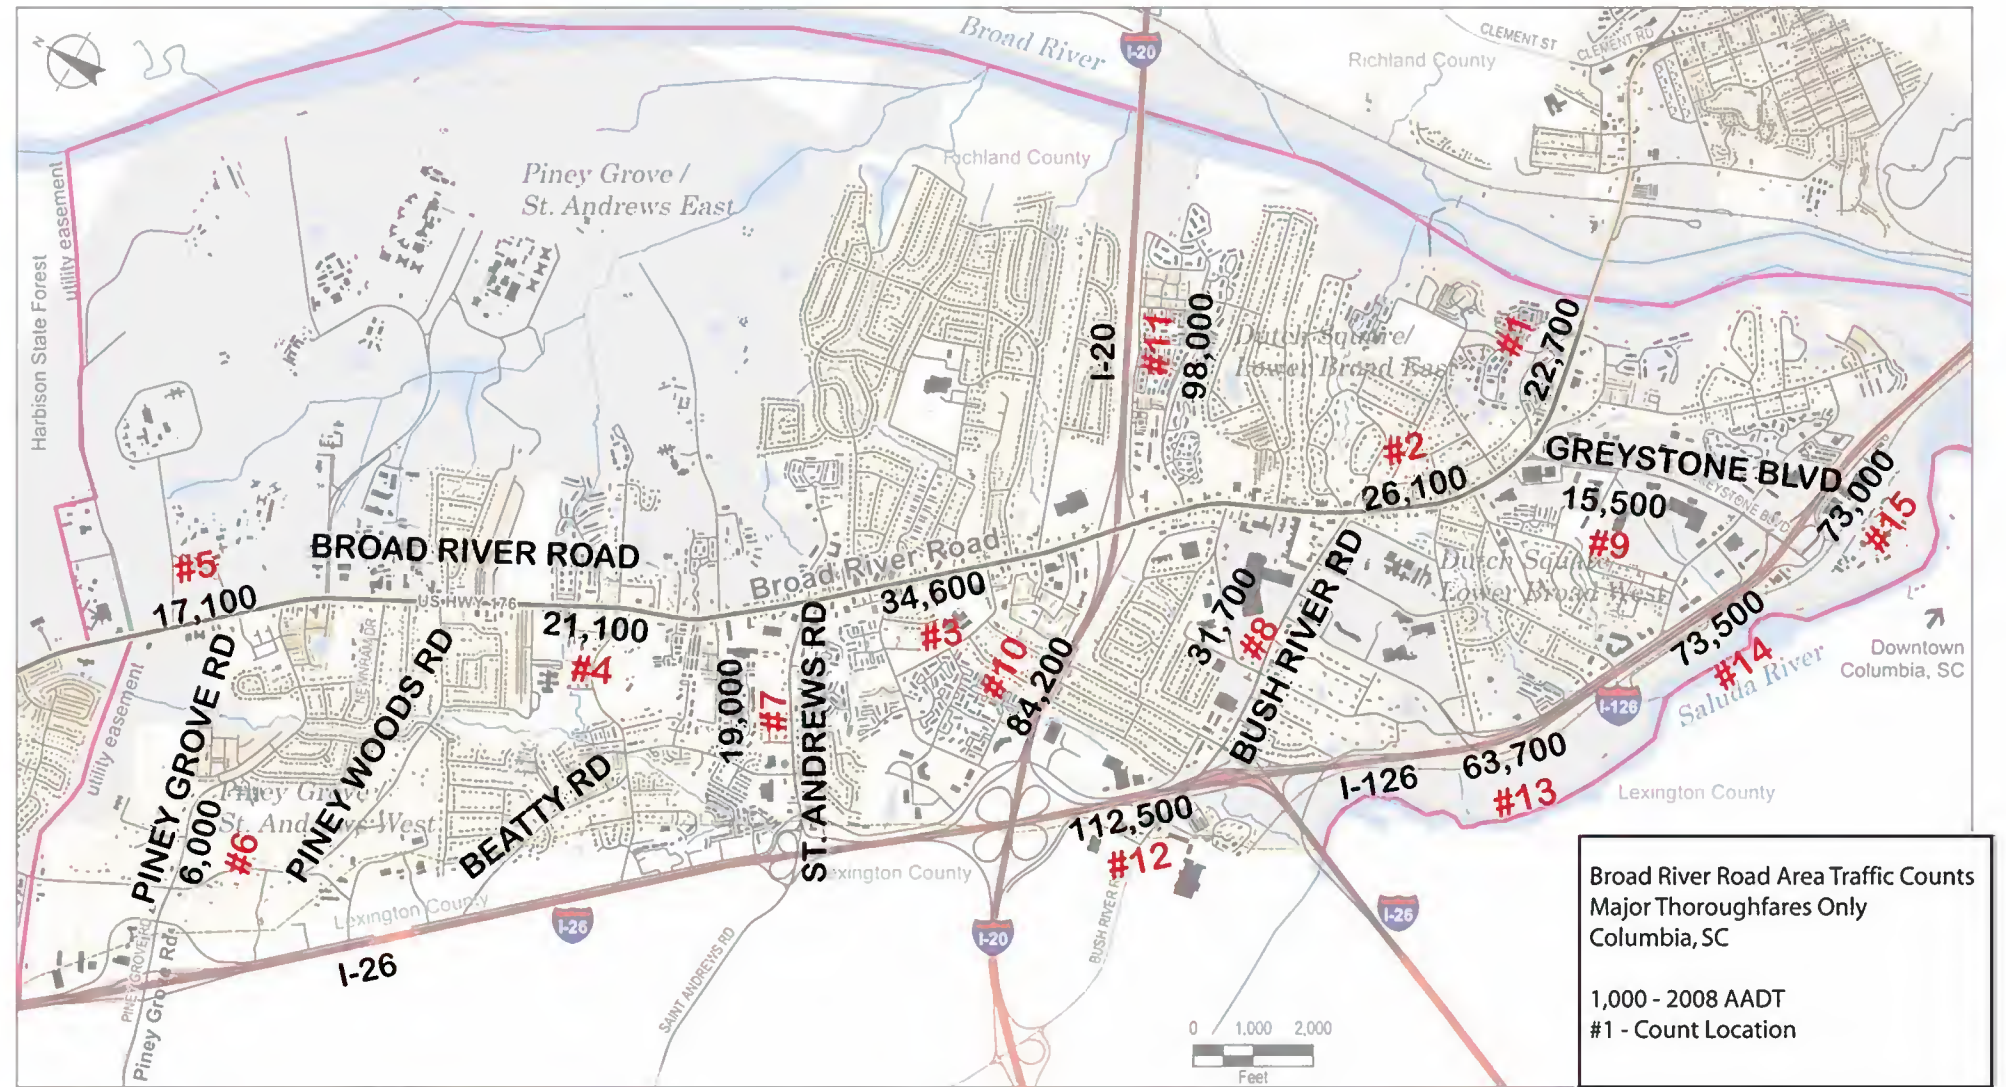 N
Broad River
I-20
CLEMENT ST
CLEMENT RD
Richland County
Richland County
Piney Grove /
St. Andrews East
utility easement
Harbison State Forest
I-20
#11
98,000
Dutch Square/
Lower Broad East
#1
22,700
#2
26,100
GREYSTONE BLVD
GREYSTONE BLVD
15,500
#9
73,000
#15
#5
17,100
BROAD RIVER ROAD
US HWY 176
Broad River Road
34,600
#3
21,100
#4
19,000
#7
ST. ANDREWS RD
#10
84,200
31,700
#8
BUSH RIVER RD
Dutch Square
Lower Broad West
73,500
#14
Downtown
Columbia, SC
Saluda River
I-126
utility easement
PINEY GROVE RD
6,000
#6
PINEY WOODS RD
Piney Grove
St. Andrews West
BEATTY RD
112,500
#12
I-126
63,700
#13
Lexington County
Lexington County
Lexington County
I-26
I-26
I-20
I-26
PINEY GROVE RD
Piney Grove Rd
SAINT ANDREWS RD
BUSH RIVER R
0 1,000 2,000
Feet
Broad River Road Area Traffic Counts
Major Thoroughfares Only
Columbia, SC
1,000 - 2008 AADT
#1 - Count Location